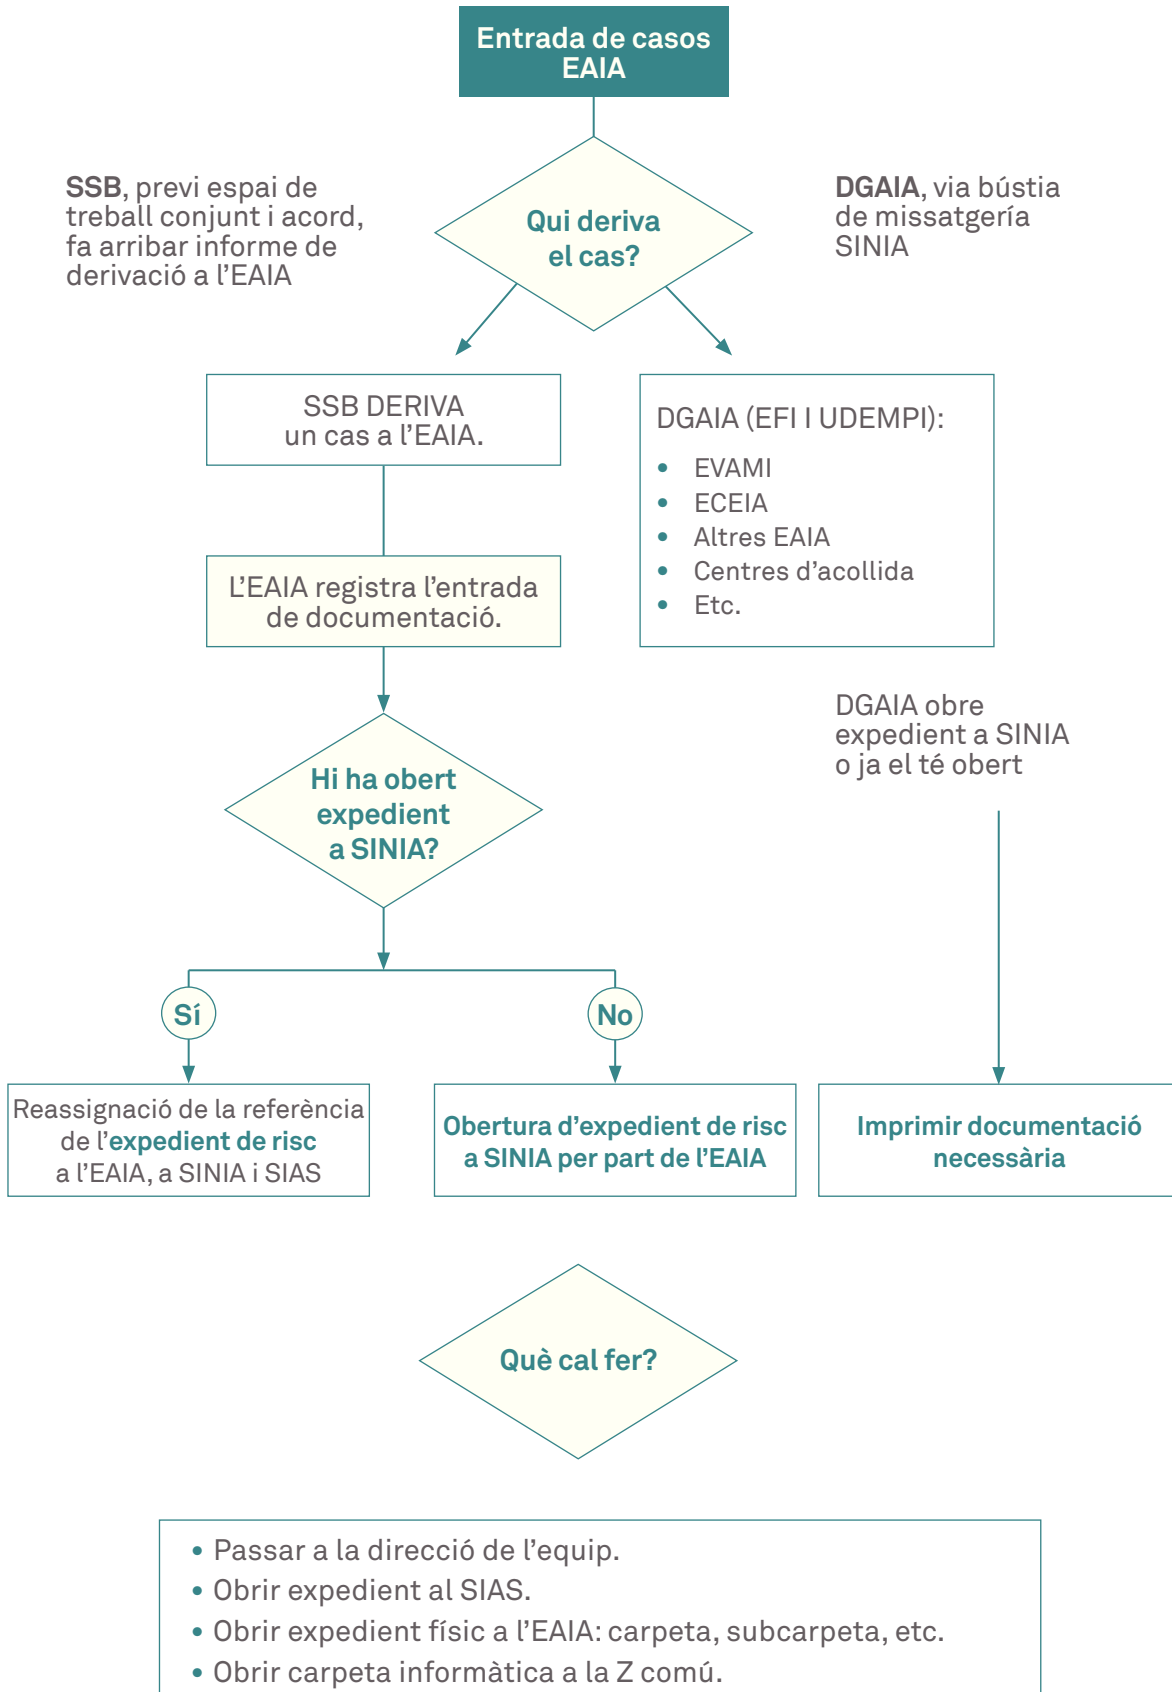 Entrada de casos
EAIA
SSB, previ espai de
treball conjunt i acord,
fa arribar informe de
derivació a l’EAIA
Qui deriva
el cas?
DGAIA, via bústia
de missatgería
SINIA
SSB DERIVA
un cas a l’EAIA.
DGAIA (EFI I UDEMPI):
• EVAMI
• ECEIA
• Altres EAIA
• Centres d’acollida
• Etc.
L’EAIA registra l’entrada
de documentació.
DGAIA obre
expedient a SINIA
o ja el té obert
Hi ha obert
expedient
a SINIA?
Sí
No
Reassignació de la referència
de l’expedient de risc
a l’EAIA, a SINIA i SIAS
Obertura d’expedient de risc
a SINIA per part de l’EAIA
Imprimir documentació
necessària
Què cal fer?
• Passar a la direcció de l’equip.
• Obrir expedient al SIAS.
• Obrir expedient físic a l’EAIA: carpeta, subcarpeta, etc.
• Obrir carpeta informàtica a la Z comú.